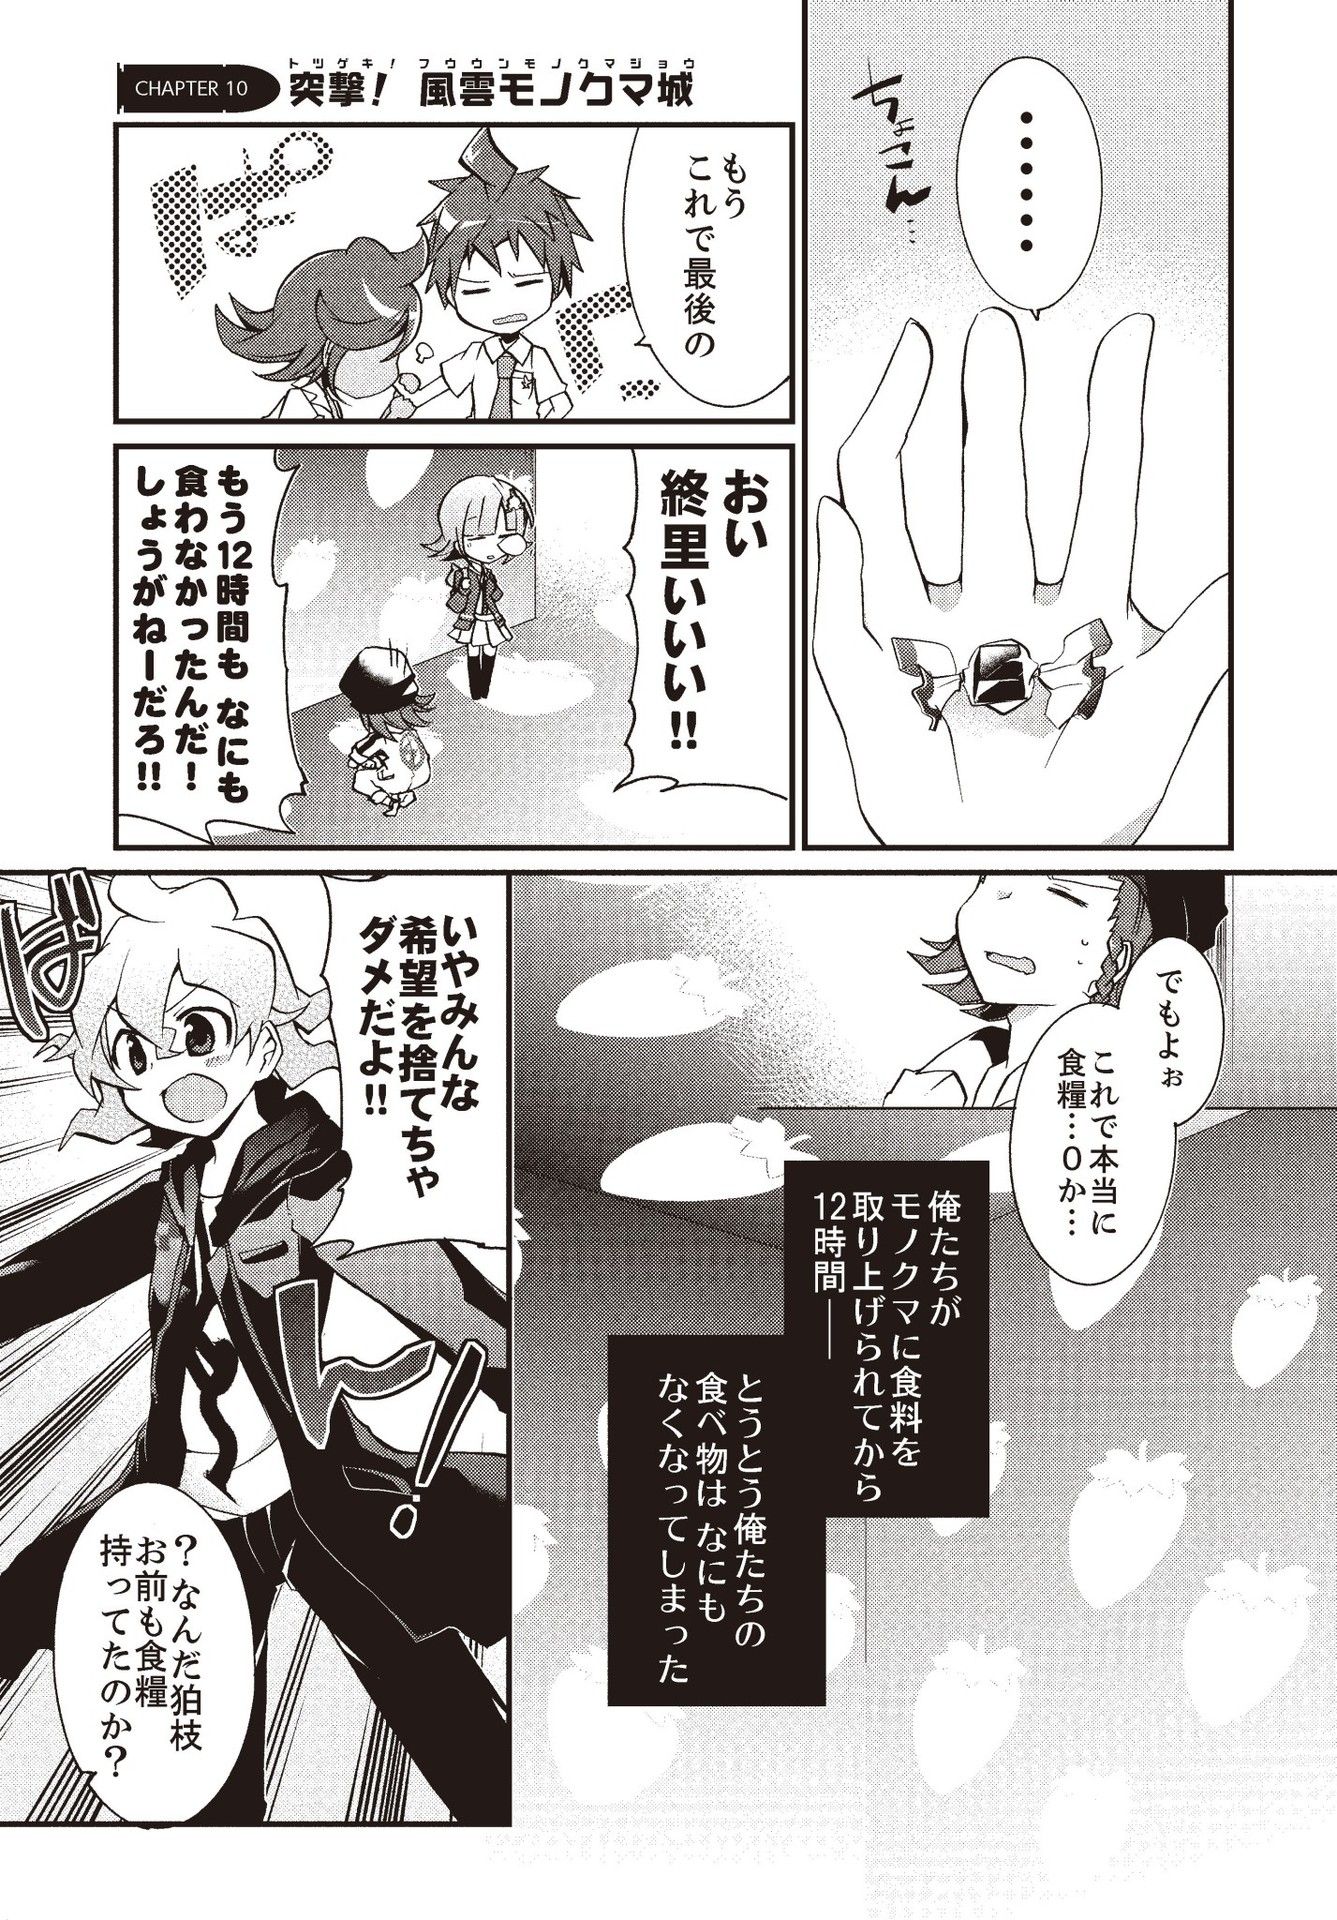 CHAPTER 10
トツゲキ！ フウウンモノクマジョウ
突撃！ 風雲モノクマ城
・・・・・・
ちょこん…
もう
これで最後の
ぱょ
おい
終里いいい!!
もう12時間も なにも
食わなかったんだ！
しょうがねーだろ!!
でもよぉ
これで本当に
食糧…０か…
俺たちが
モノクマに食料を
取り上げられてから
12時間――
とうとう俺たちの
食べ物は なにも
なくなってしまった
いやみんな
希望を捨てちゃ
ダメだよ!!
ば
ん！
？なんだ狛枝
お前も食糧
持ってたのか？